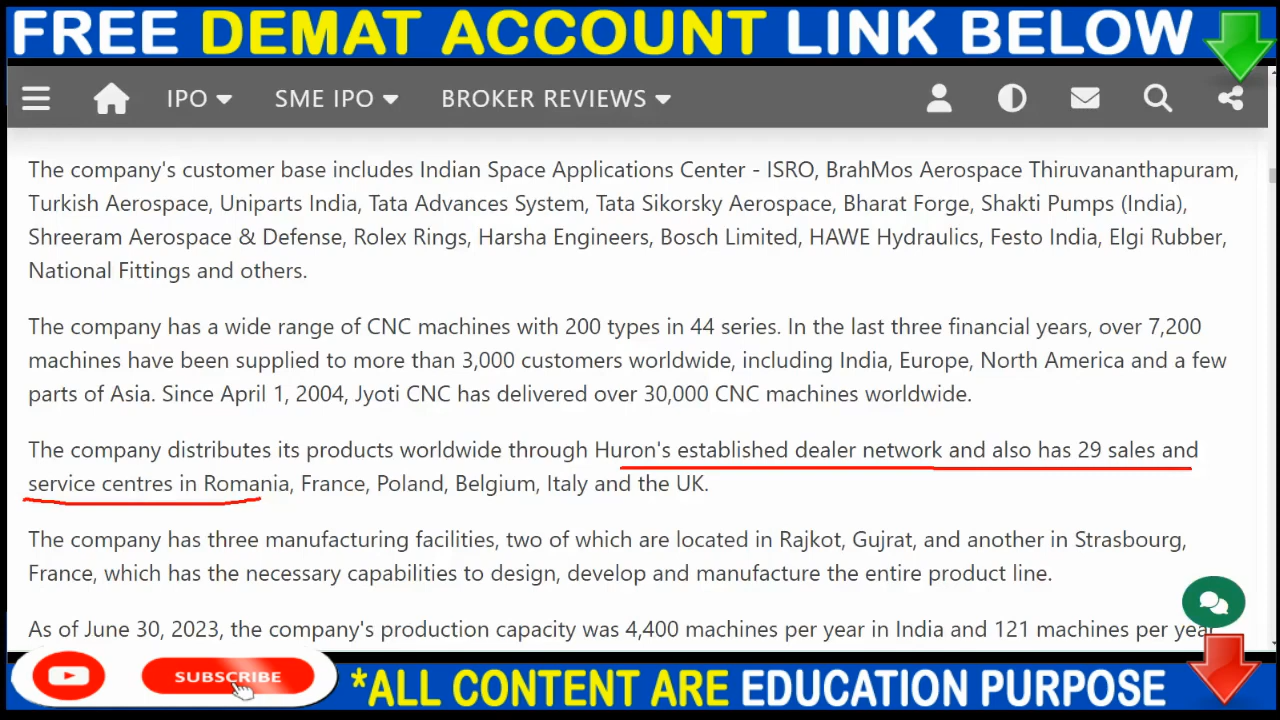 FREE DEMAT ACCOUNT LINK BELOW
IPO SME IPO BROKER REVIEWS
The company's customer base includes Indian Space Applications Center - ISRO, BrahMos Aerospace Thiruvananthapuram,
Turkish Aerospace, Uniparts India, Tata Advances System, Tata Sikorsky Aerospace, Bharat Forge, Shakti Pumps (India),
Shreeram Aerospace & Defense, Rolex Rings, Harsha Engineers, Bosch Limited, HAWE Hydraulics, Festo India, Elgi Rubber,
National Fittings and others.
The company has a wide range of CNC machines with 200 types in 44 series. In the last three financial years, over 7,200
machines have been supplied to more than 3,000 customers worldwide, including India, Europe, North America and a few
parts of Asia. Since April 1, 2004, Jyoti CNC has delivered over 30,000 CNC machines worldwide.
The company distributes its products worldwide through Huron's established dealer network and also has 29 sales and
service centres in Romania, France, Poland, Belgium, Italy and the UK.
The company has three manufacturing facilities, two of which are located in Rajkot, Gujrat, and another in Strasbourg,
France, which has the necessary capabilities to design, develop and manufacture the entire product line.
As of June 30, 2023, the company's production capacity was 4,400 machines per year in India and 121 machines per year
SUBSCRIBE
*ALL CONTENT ARE EDUCATION PURPOSE